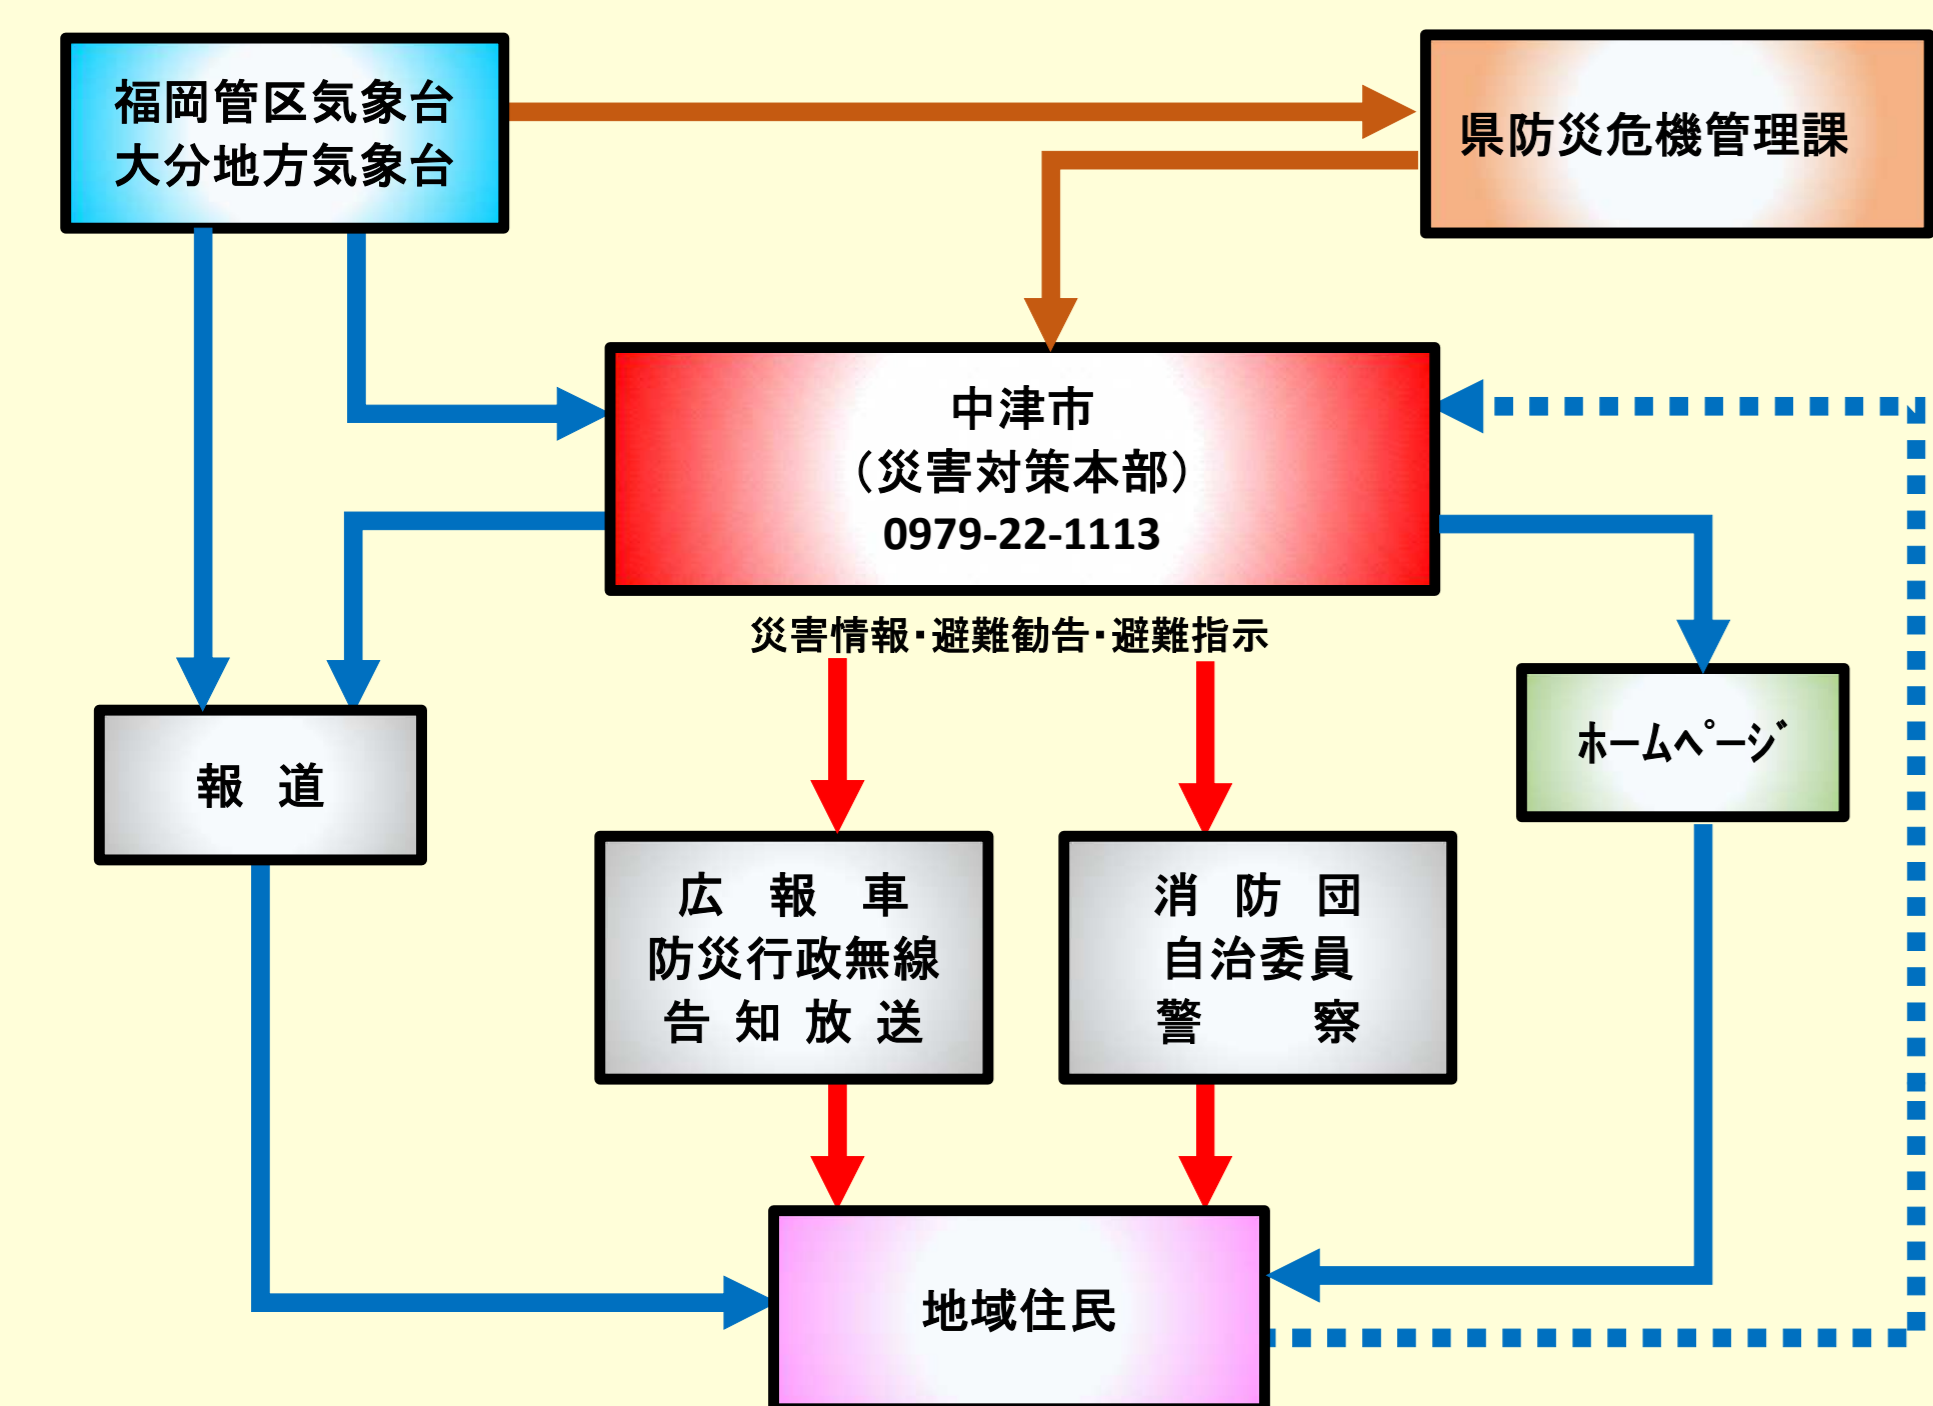 福岡管区気象台
大分地方気象台
県防災危機管理課
中津市
（災害対策本部）
0979-22-1113
災害情報・避難勧告・避難指示
報　道
ﾎｰﾑﾍﾟｰｼﾞ
広　報　車
防災行政無線
告 知 放 送
消　防　団
自治委員
警　　察
地域住民